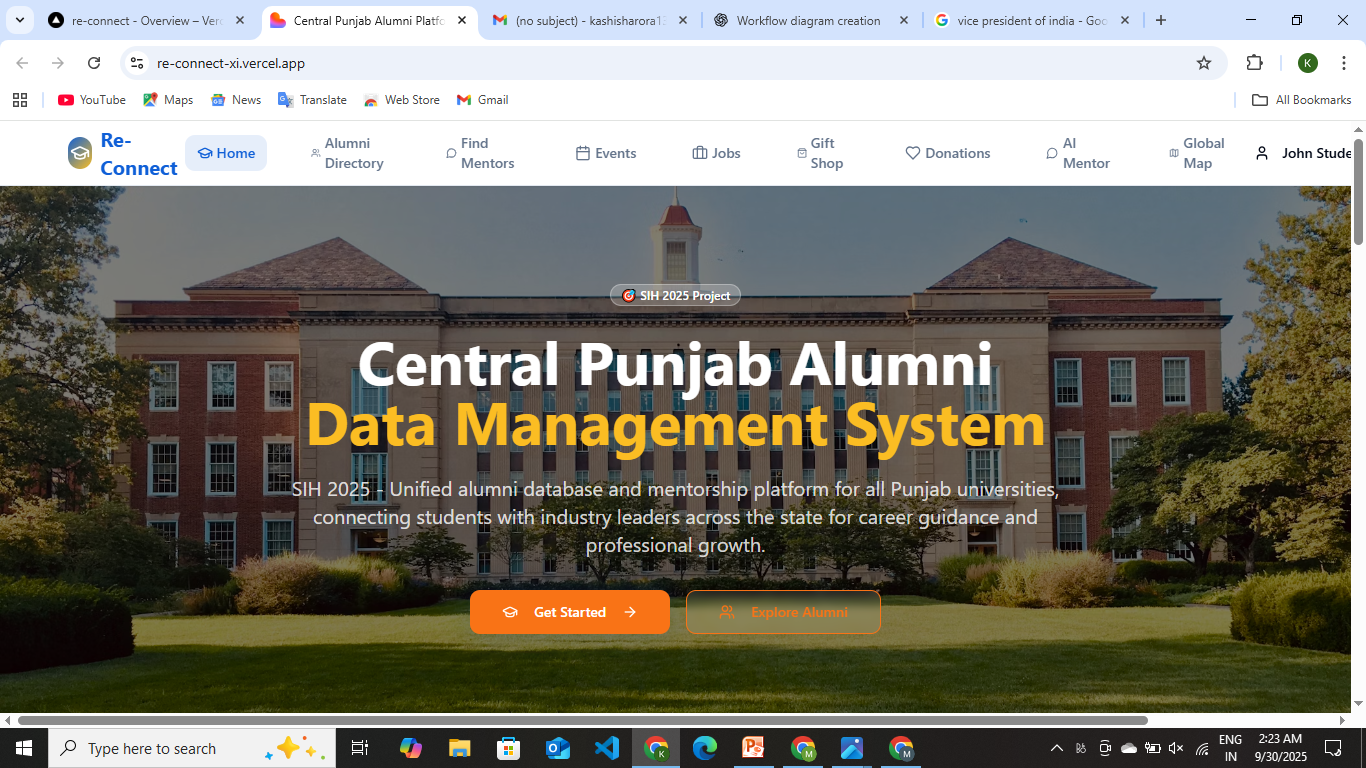 re-connect - Overview – Ver
Central Punjab Alumni Platfo
(no subject) - kashisharora13
Workflow diagram creation
vice president of india - Goo
re-connect-xi.vercel.app
K
YouTube
Maps
News
Translate
Web Store
Gmail
All Bookmarks
Re-
Connect
Home
Alumni
Directory
Find
Mentors
Events
Jobs
Gift
Shop
Donations
AI
Mentor
Global
Map
John Stude
🎯 SIH 2025 Project
Central Punjab Alumni
Data Management System
SIH 2025 - Unified alumni database and mentorship platform for all Punjab universities,
connecting students with industry leaders across the state for career guidance and
professional growth.
Get Started →
Explore Alumni
Type here to search
ENG
IN
2:23 AM
9/30/2025